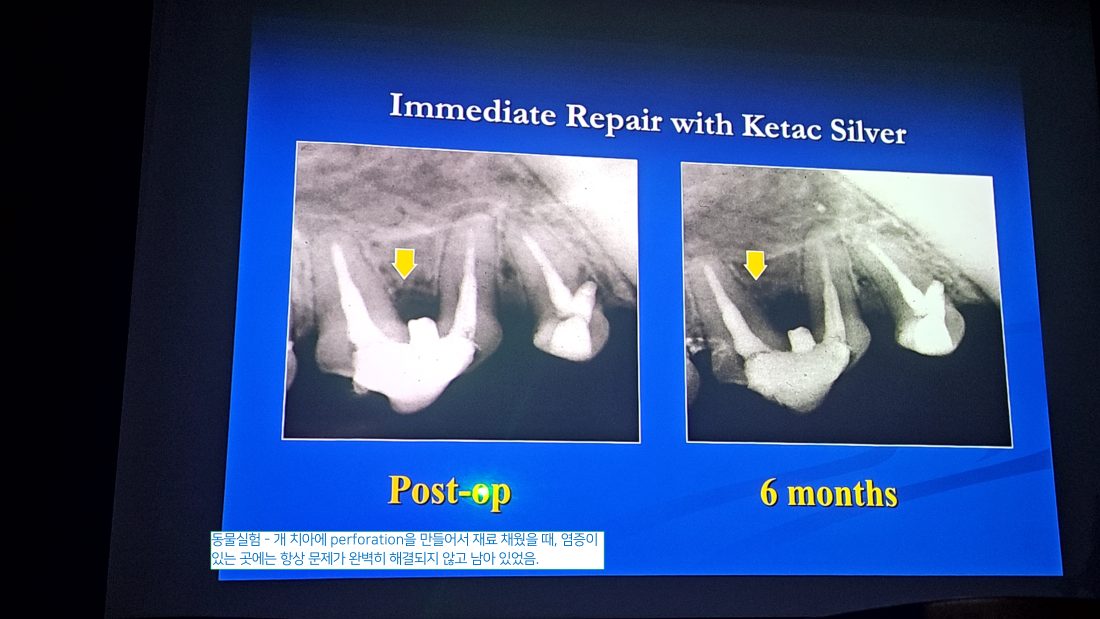 Immediate Repair with Ketac Silver
Post-op
6 months
동물실험 - 개 치아에 perforation을 만들어서 재료 채웠을 때, 염증이
있는 곳에는 항상 문제가 완벽히 해결되지 않고 남아 있었음.